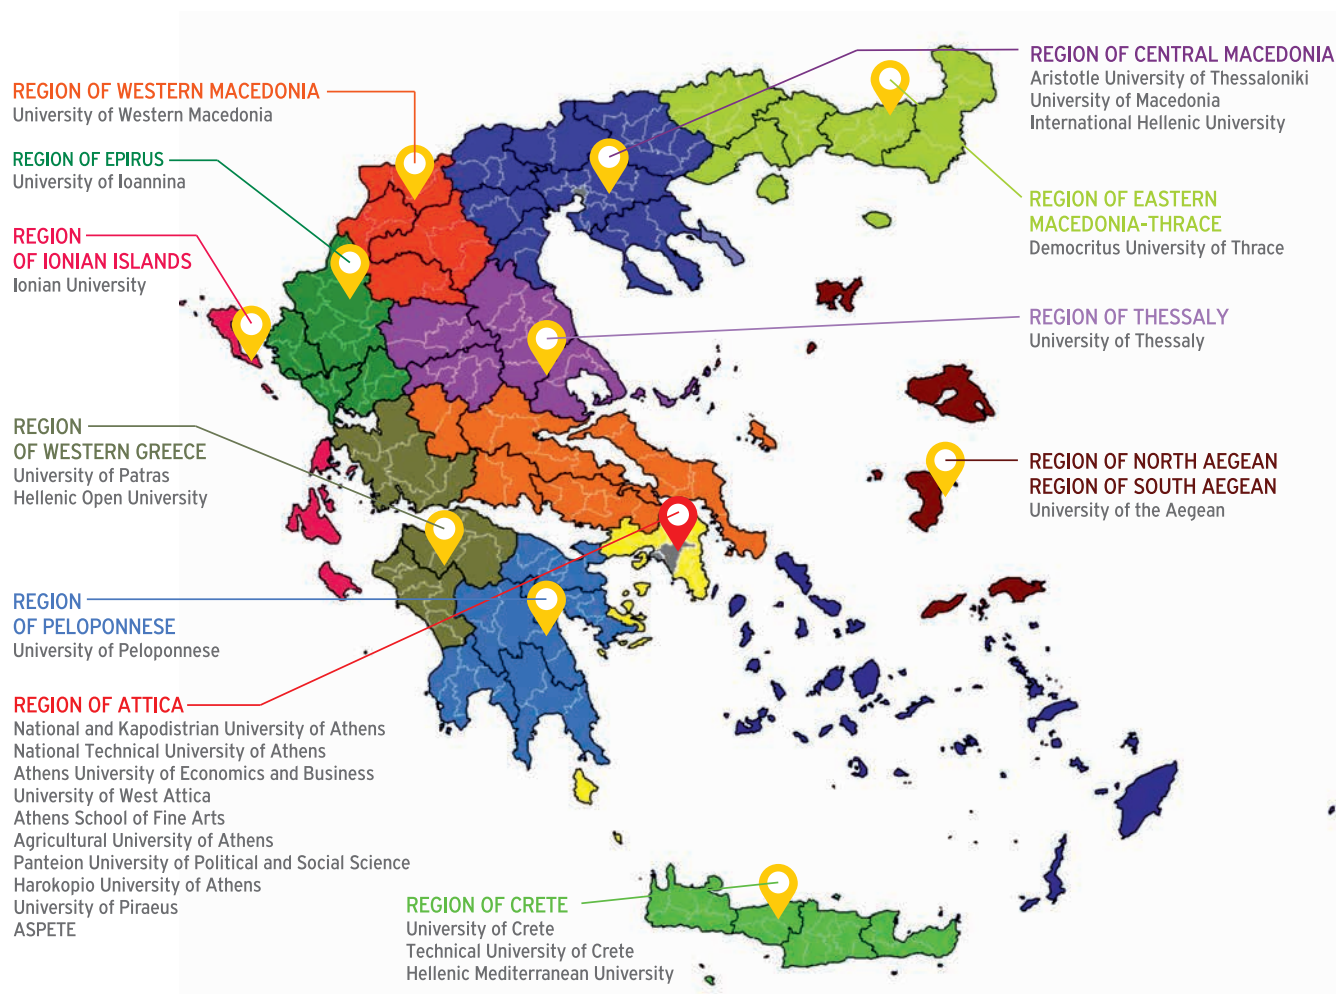 REGION OF WESTERN MACEDONIA
University of Western Macedonia
REGION OF EPIRUS
University of Ioannina
REGION
OF IONIAN ISLANDS
Ionian University
REGION
OF WESTERN GREECE
University of Patras
Hellenic Open University
REGION
OF PELOPONNESE
University of Peloponnese
REGION OF ATTICA
National and Kapodistrian University of Athens
National Technical University of Athens
Athens University of Economics and Business
University of West Attica
Athens School of Fine Arts
Agricultural University of Athens
Panteion University of Political and Social Science
Harokopio University of Athens
University of Piraeus
ASPETE
REGION OF CRETE
University of Crete
Technical University of Crete
Hellenic Mediterranean University
REGION OF CENTRAL MACEDONIA
Aristotle University of Thessaloniki
University of Macedonia
International Hellenic University
REGION OF EASTERN
MACEDONIA-THRACE
Democritus University of Thrace
REGION OF THESSALY
University of Thessaly
REGION OF NORTH AEGEAN
REGION OF SOUTH AEGEAN
University of the Aegean